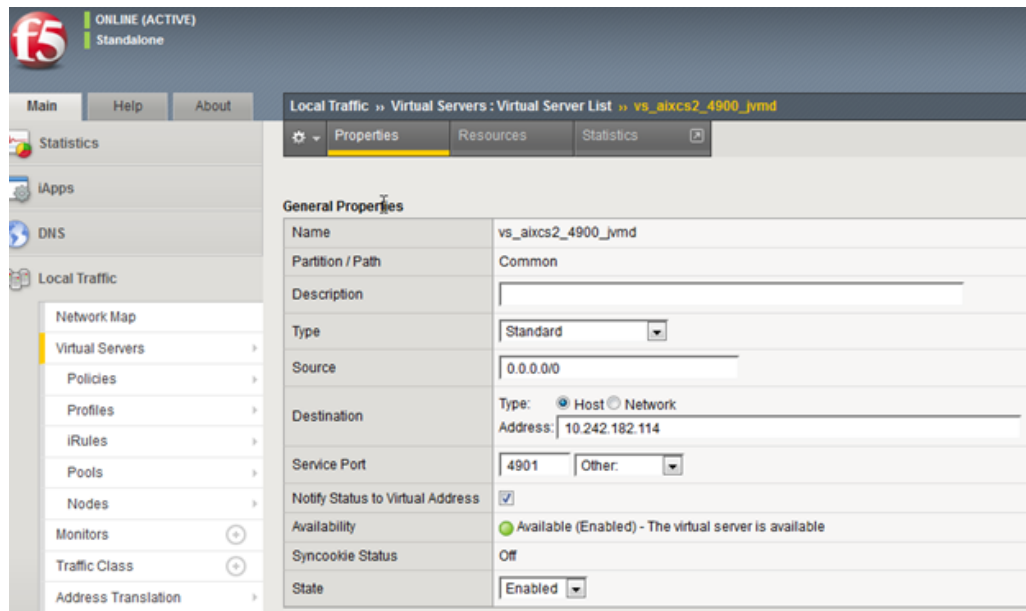 f5
ONLINE (ACTIVE)
Standalone
Main Help About
Statistics
iApps
DNS
Local Traffic
Network Map
Virtual Servers
Policies
Profiles
iRules
Pools
Nodes
Monitors
Traffic Class
Address Translation
Local Traffic ›› Virtual Servers : Virtual Server List ›› vs_aixcs2_4900_jvmd
Properties Resources Statistics
General Properties
Name vs_aixcs2_4900_jvmd
Partition / Path Common
Description
Type Standard
Source 0.0.0.0/0
Destination Type: Host Network
Address: 10.242.182.114
Service Port 4901 Other:
Notify Status to Virtual Address
Availability Available (Enabled) - The virtual server is available
Syncookie Status Off
State Enabled